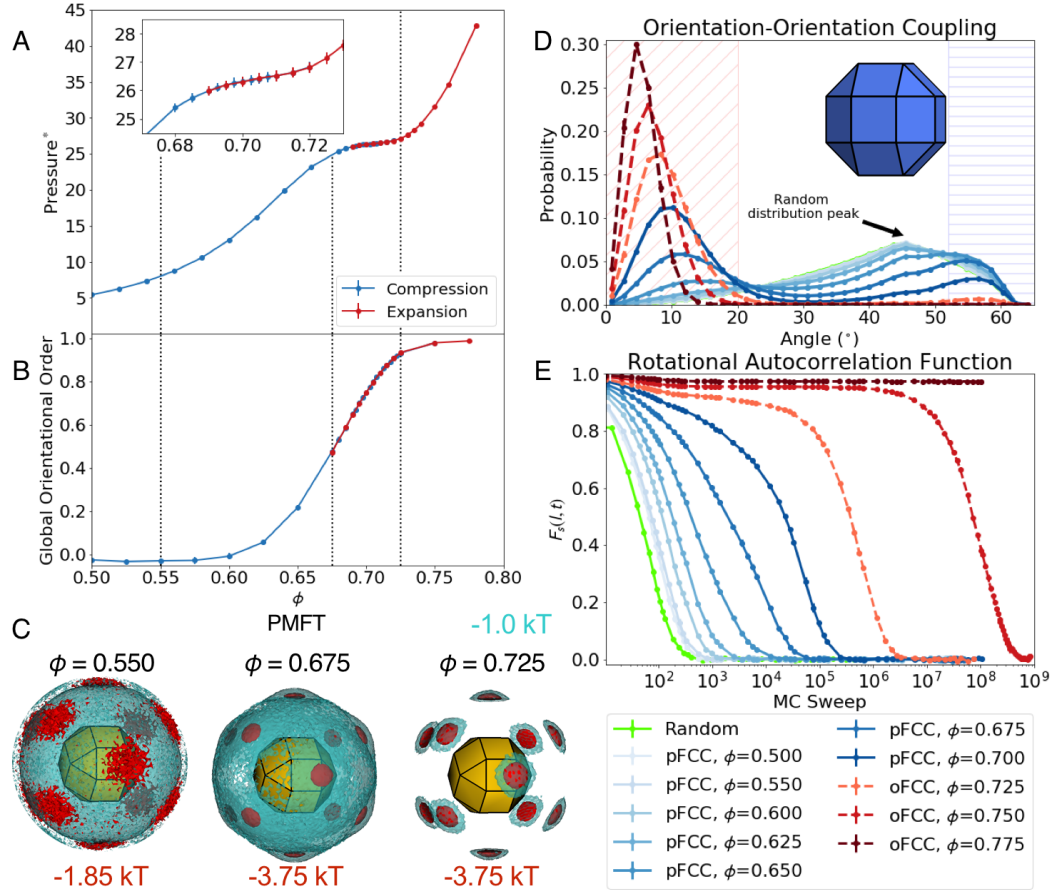 A
45
40
35
30
25
20
15
10
5
Pressure*
28
27
26
25
0.68
0.70
0.72
Compression
Expansion
B
1.0
0.8
0.6
0.4
0.2
0.0
Global Orientational Order
0.50
0.55
0.60
0.65
0.70
0.75
0.80
ϕ
C
PMFT
-1.0 kT
ϕ = 0.550
ϕ = 0.675
ϕ = 0.725
-1.85 kT
-3.75 kT
-3.75 kT
D
Orientation-Orientation Coupling
0.30
0.25
0.20
0.15
0.10
0.05
0.00
Probability
Random
distribution peak
0
10
20
30
40
50
60
Angle (°)
E
Rotational Autocorrelation Function
1.0
0.8
0.6
0.4
0.2
0.0
Fs(l, t)
10²
10³
10⁴
10⁵
10⁶
10⁷
10⁸
10⁹
MC Sweep
Random
pFCC, ϕ=0.500
pFCC, ϕ=0.550
pFCC, ϕ=0.600
pFCC, ϕ=0.625
pFCC, ϕ=0.650
pFCC, ϕ=0.675
pFCC, ϕ=0.700
oFCC, ϕ=0.725
oFCC, ϕ=0.750
oFCC, ϕ=0.775